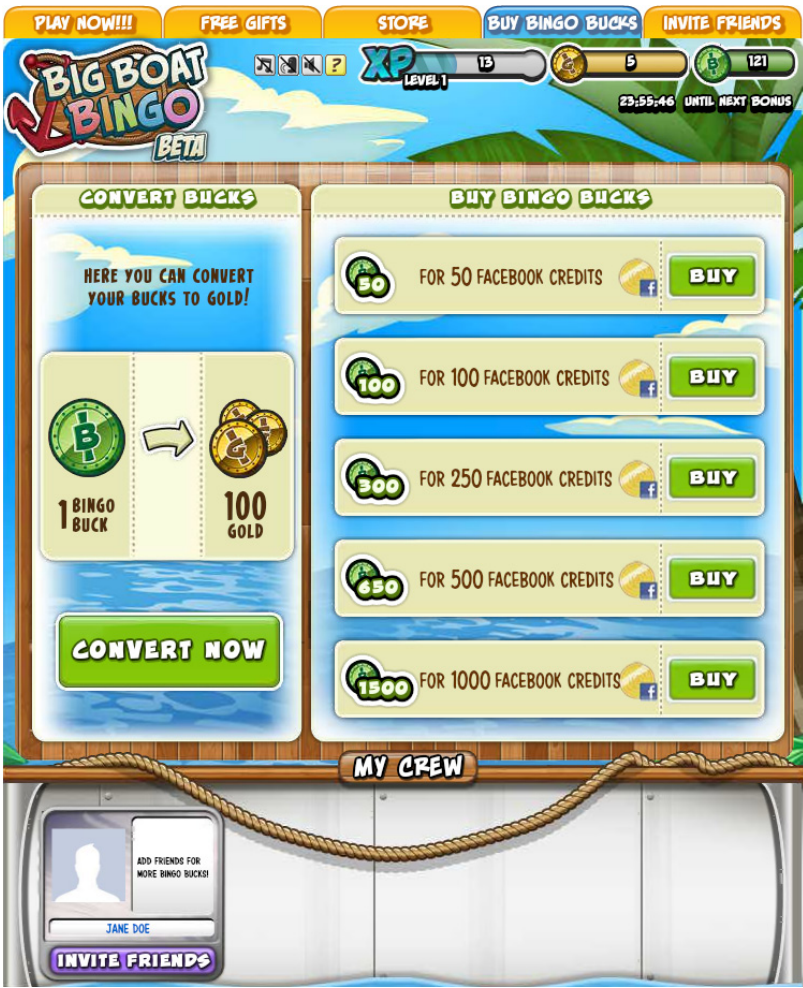 PLAY NOW!!!
FREE GIFTS
STORE
BUY BINGO BUCKS
INVITE FRIENDS
BIG BOAT
BINGO
BETA
?
XP
LEVEL 1
13
5
121
23:55:46 UNTIL NEXT BONUS
CONVERT BUCKS
HERE YOU CAN CONVERT
YOUR BUCKS TO GOLD!
B
G
1 BINGO
BUCK
100
GOLD
CONVERT NOW
BUY BINGO BUCKS
50
FOR 50 FACEBOOK CREDITS
f
BUY
100
FOR 100 FACEBOOK CREDITS
f
BUY
300
FOR 250 FACEBOOK CREDITS
f
BUY
650
FOR 500 FACEBOOK CREDITS
f
BUY
1500
FOR 1000 FACEBOOK CREDITS
f
BUY
MY CREW
ADD FRIENDS FOR
MORE BINGO BUCKS!
JANE DOE
INVITE FRIENDS